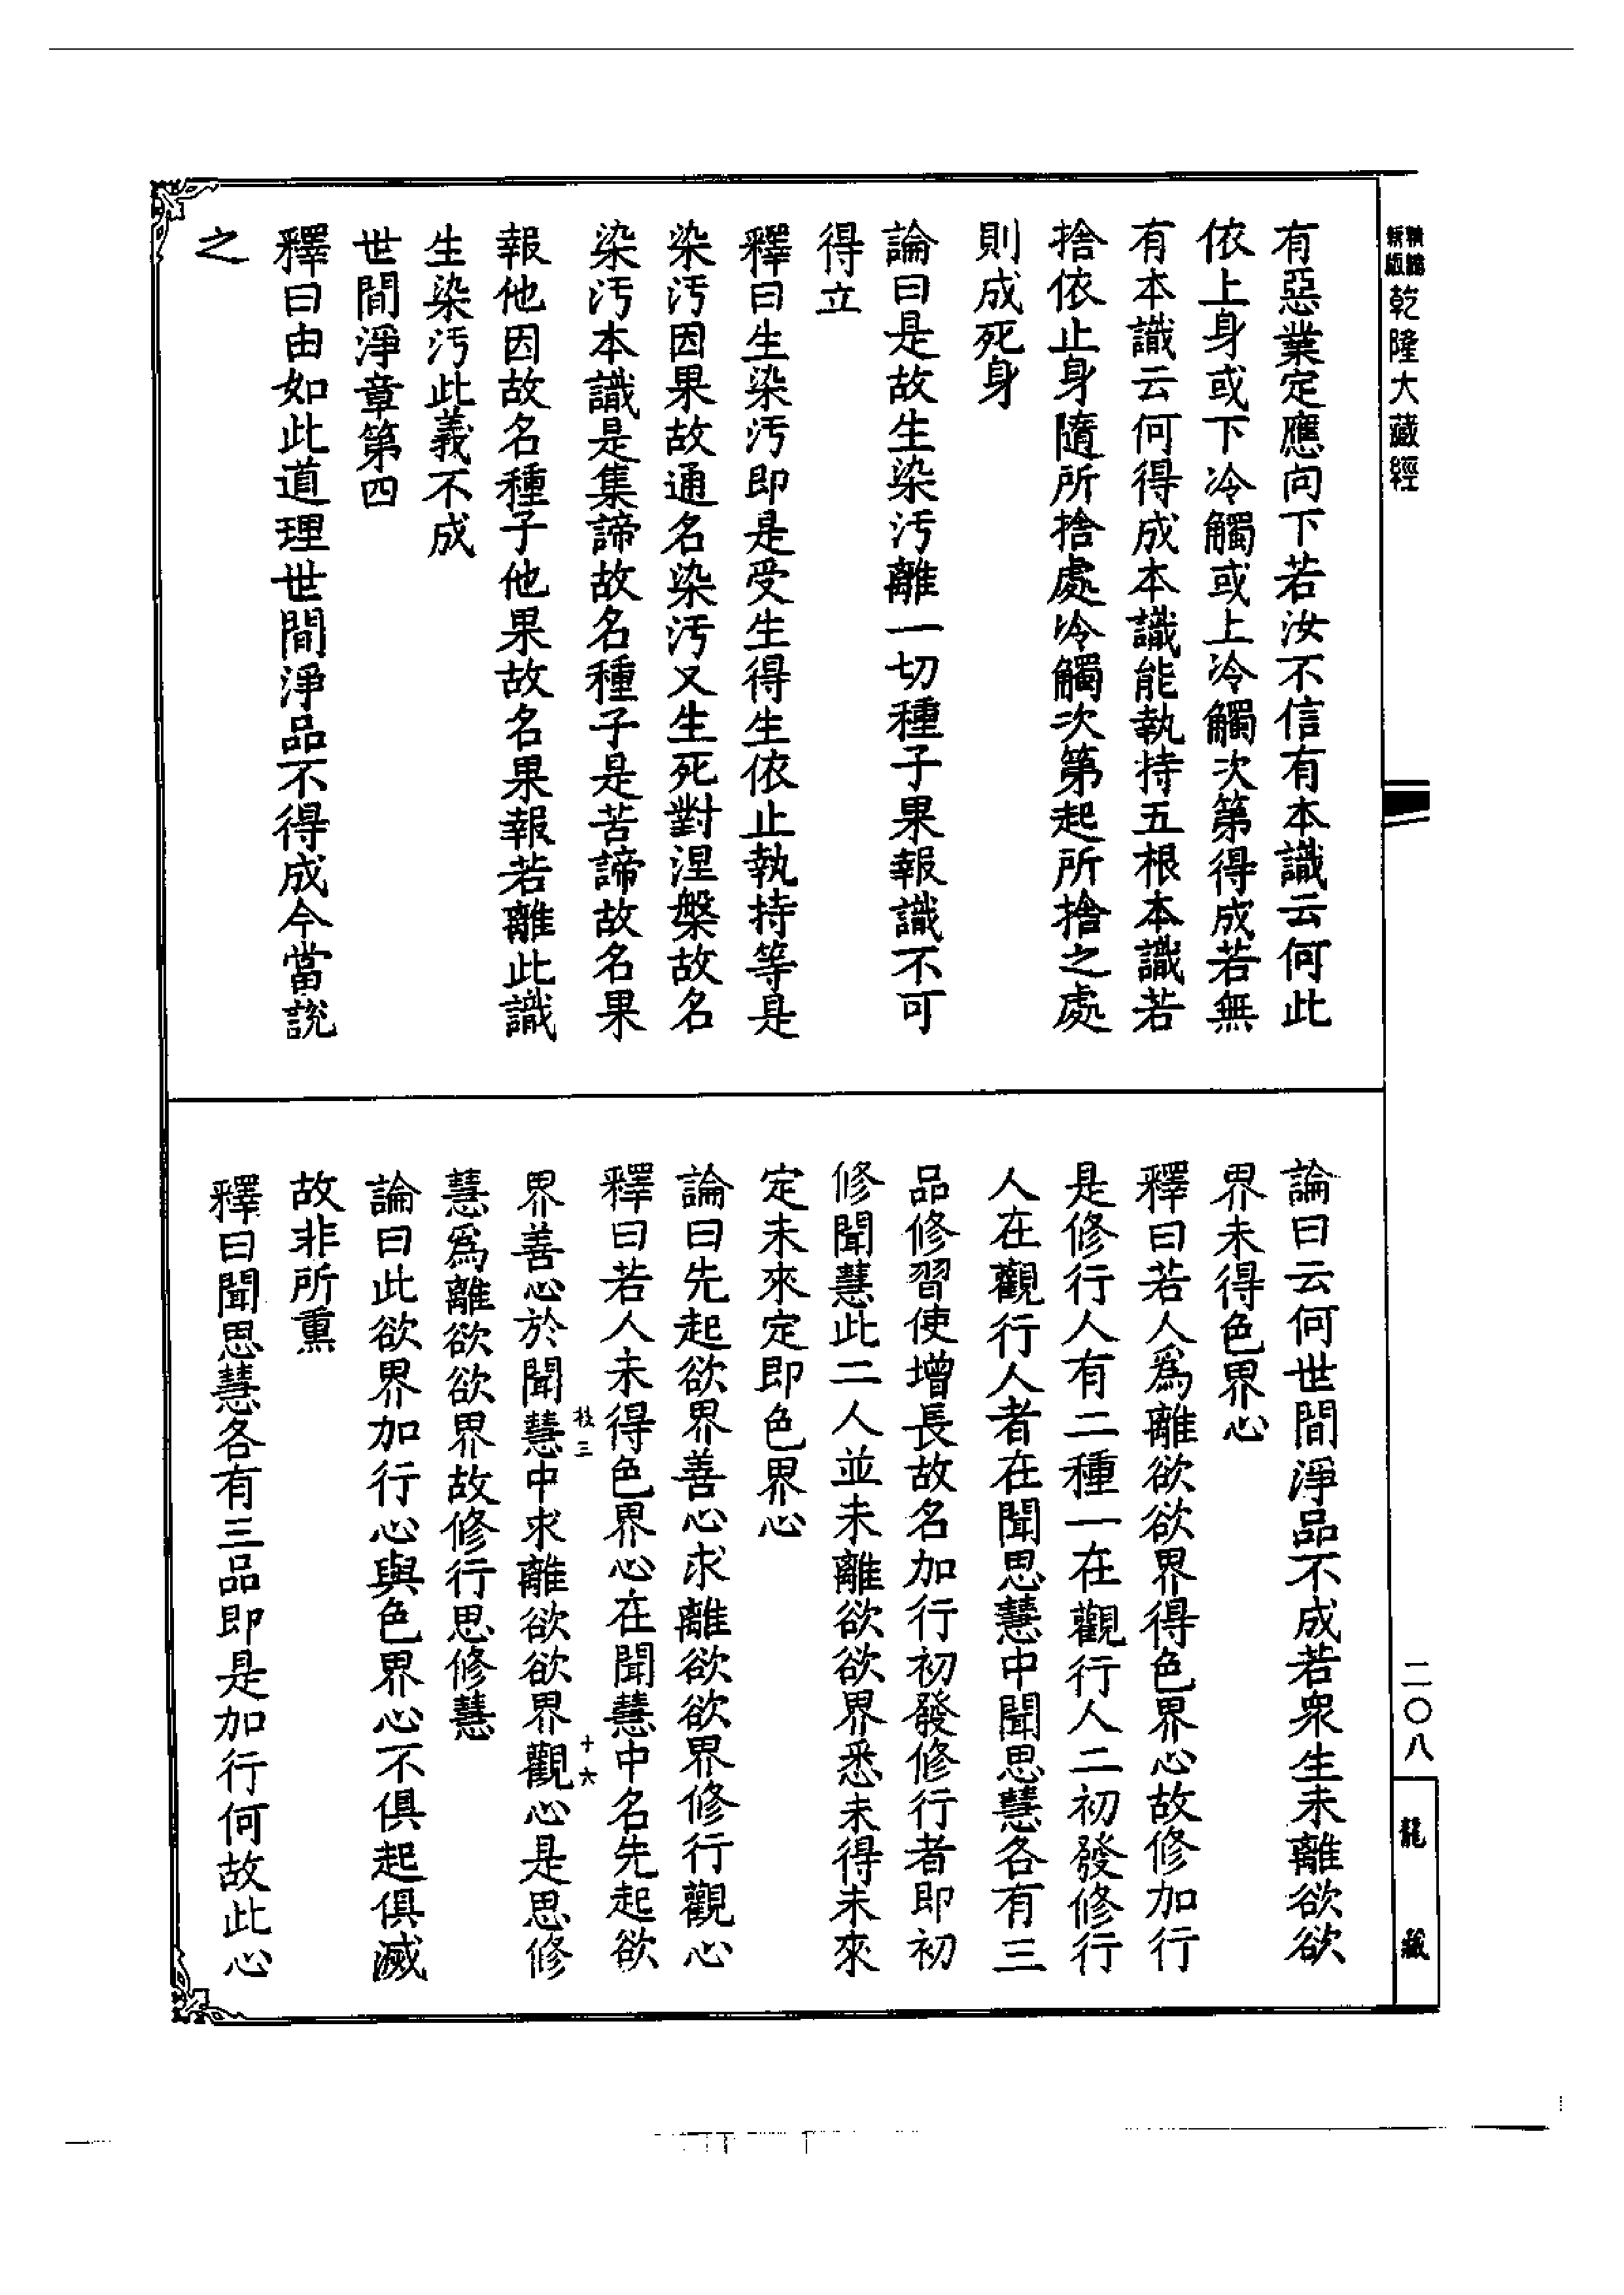 新版
精縮
乾隆大藏經
有惡業定應向下若汝不信有本識云何此
依上身或下冷觸或上冷觸次第得成若無
有本識云何得成本識能執持五根本識若
捨依止身隨所捨處冷觸次第起所捨之處
則成死身
論曰是故生染汚離一切種子果報識不可
得立
釋曰生染汚即是受生得生依止執持等是
染汚因果故通名染汚又生死對涅槃故名
染汚本識是集諦故名種子是苦諦故名果
報他因故名種子他果故名果報若離此識
生染汚此義不成
世間淨章第四
釋曰由如此道理世間淨品不得成今當說
之
論曰云何世間淨品不成若衆生未離欲欲
界未得色界心
釋曰若人爲離欲欲界得色界心故修加行
是修行人有二種一在觀行人二初發修行
人在觀行人者在聞思慧中聞思慧各有三
品修習使增長故名加行初發修行者即初
修聞慧此二人並未離欲欲界悉未得未來
定未來定即色界心
論曰先起欲界善心求離欲欲界修行觀心
釋曰若人未得色界心在聞慧中名先起欲
枝三
十六
界善心於聞慧中求離欲欲界觀心是思修
慧爲離欲欲界故修行思修慧
論曰此欲界加行心與色界心不俱起俱滅
故非所熏
釋曰聞思慧各有三品即是加行何故此心
二〇八
龍藏